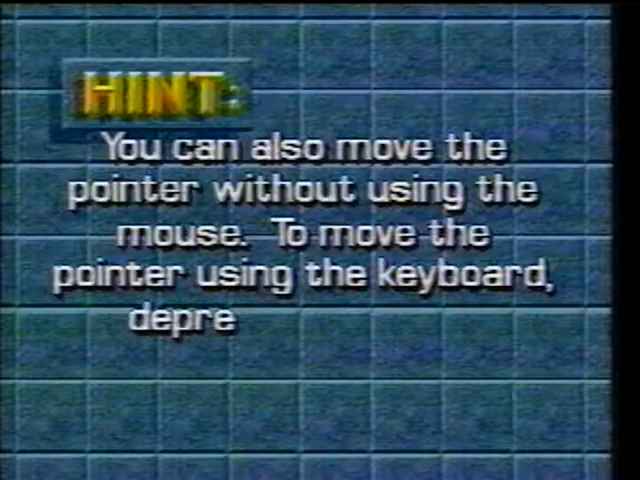 HINT:
You can also move the
pointer without using the
mouse. To move the
pointer using the keyboard,
depre